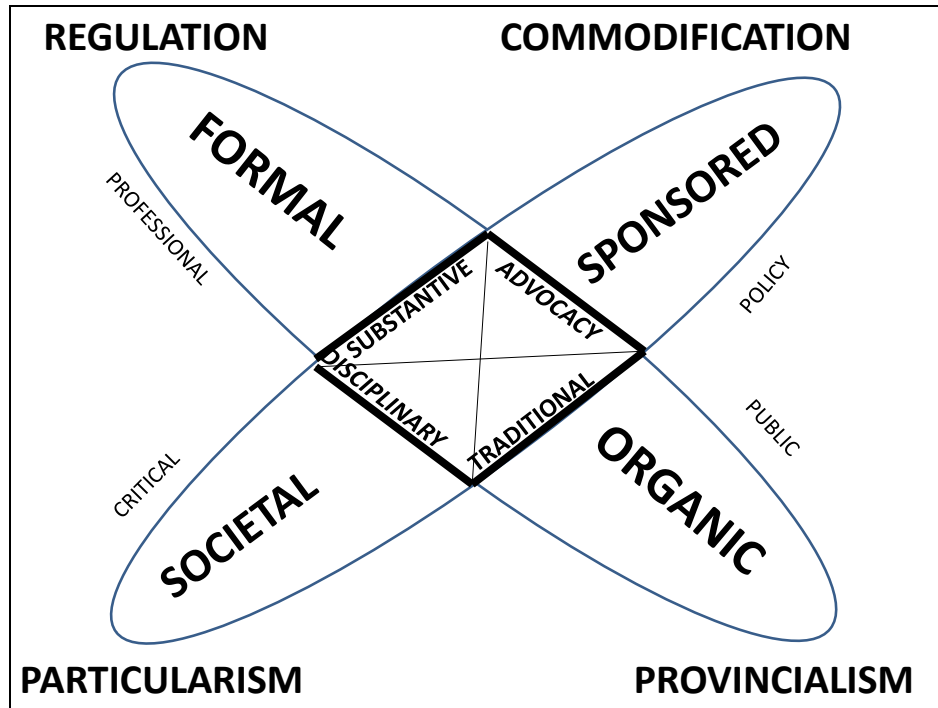 REGULATION
COMMODIFICATION
FORMAL
SPONSORED
PROFESSIONAL
POLICY
SUBSTANTIVE
ADVOCACY
DISCIPLINARY
TRADITIONAL
CRITICAL
PUBLIC
SOCIETAL
ORGANIC
PARTICULARISM
PROVINCIALISM